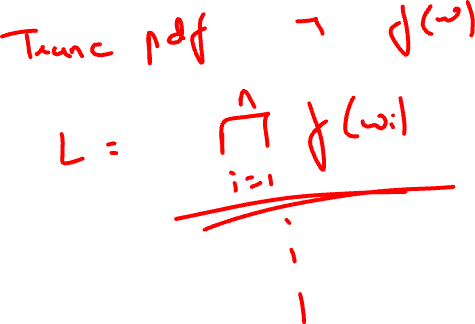 Trunc pdf → f(w)
L = ∏ f(wi)
n
i=1